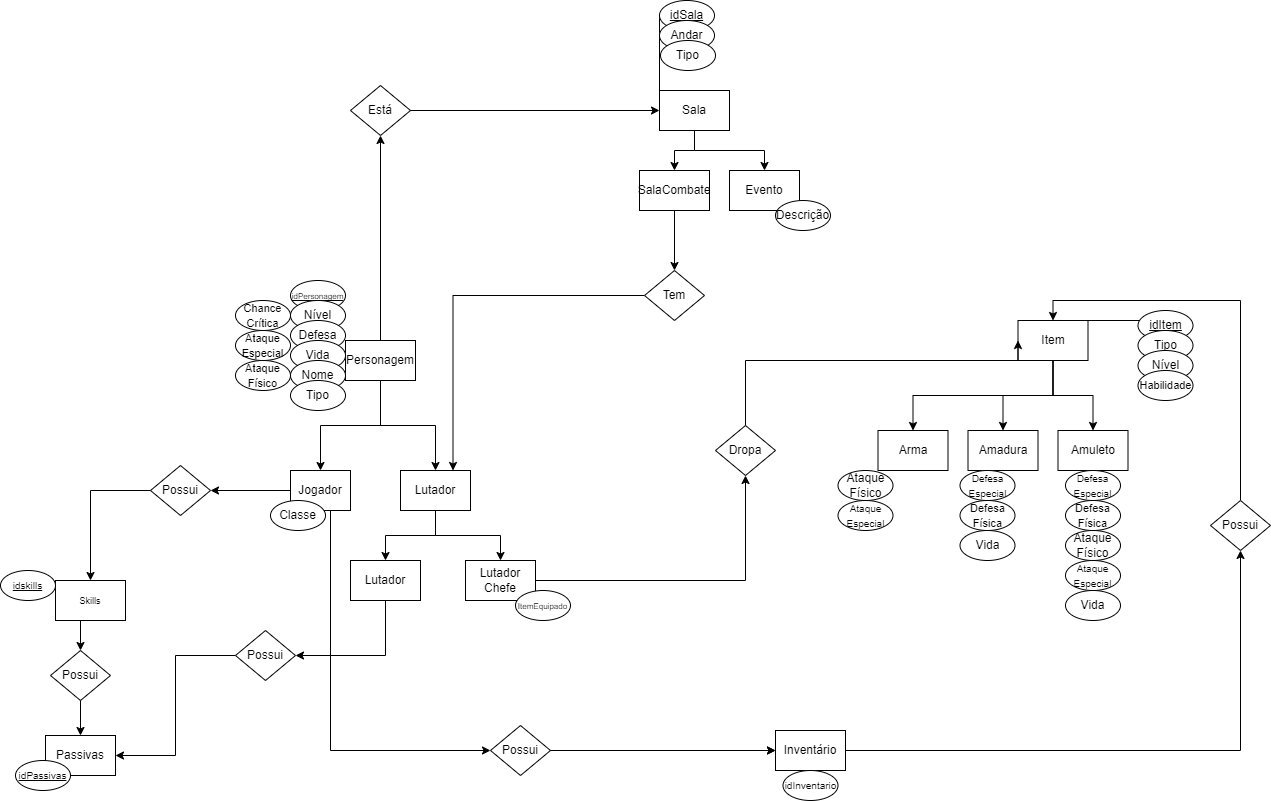 idSala
Andar
Tipo
Está
Sala
SalaCombate
Evento
Descrição
Tem
idPersonagem
Chance
Crítica
Nível
Defesa
Ataque
Especial
Vida
Ataque
Físico
Nome
Tipo
Personagem
Item
idItem
Tipo
Nível
Habilidade
Dropa
Arma
Ataque
Físico
Ataque
Especial
Amadura
Defesa
Especial
Defesa
Física
Vida
Amuleto
Defesa
Especial
Defesa
Física
Ataque
Físico
Ataque
Especial
Vida
Possui
Possui
Jogador
Classe
Lutador
Lutador
Lutador
Chefe
ItemEquipado
idskills
Skills
Possui
Possui
Passivas
idPassivas
Possui
Inventário
idInventario